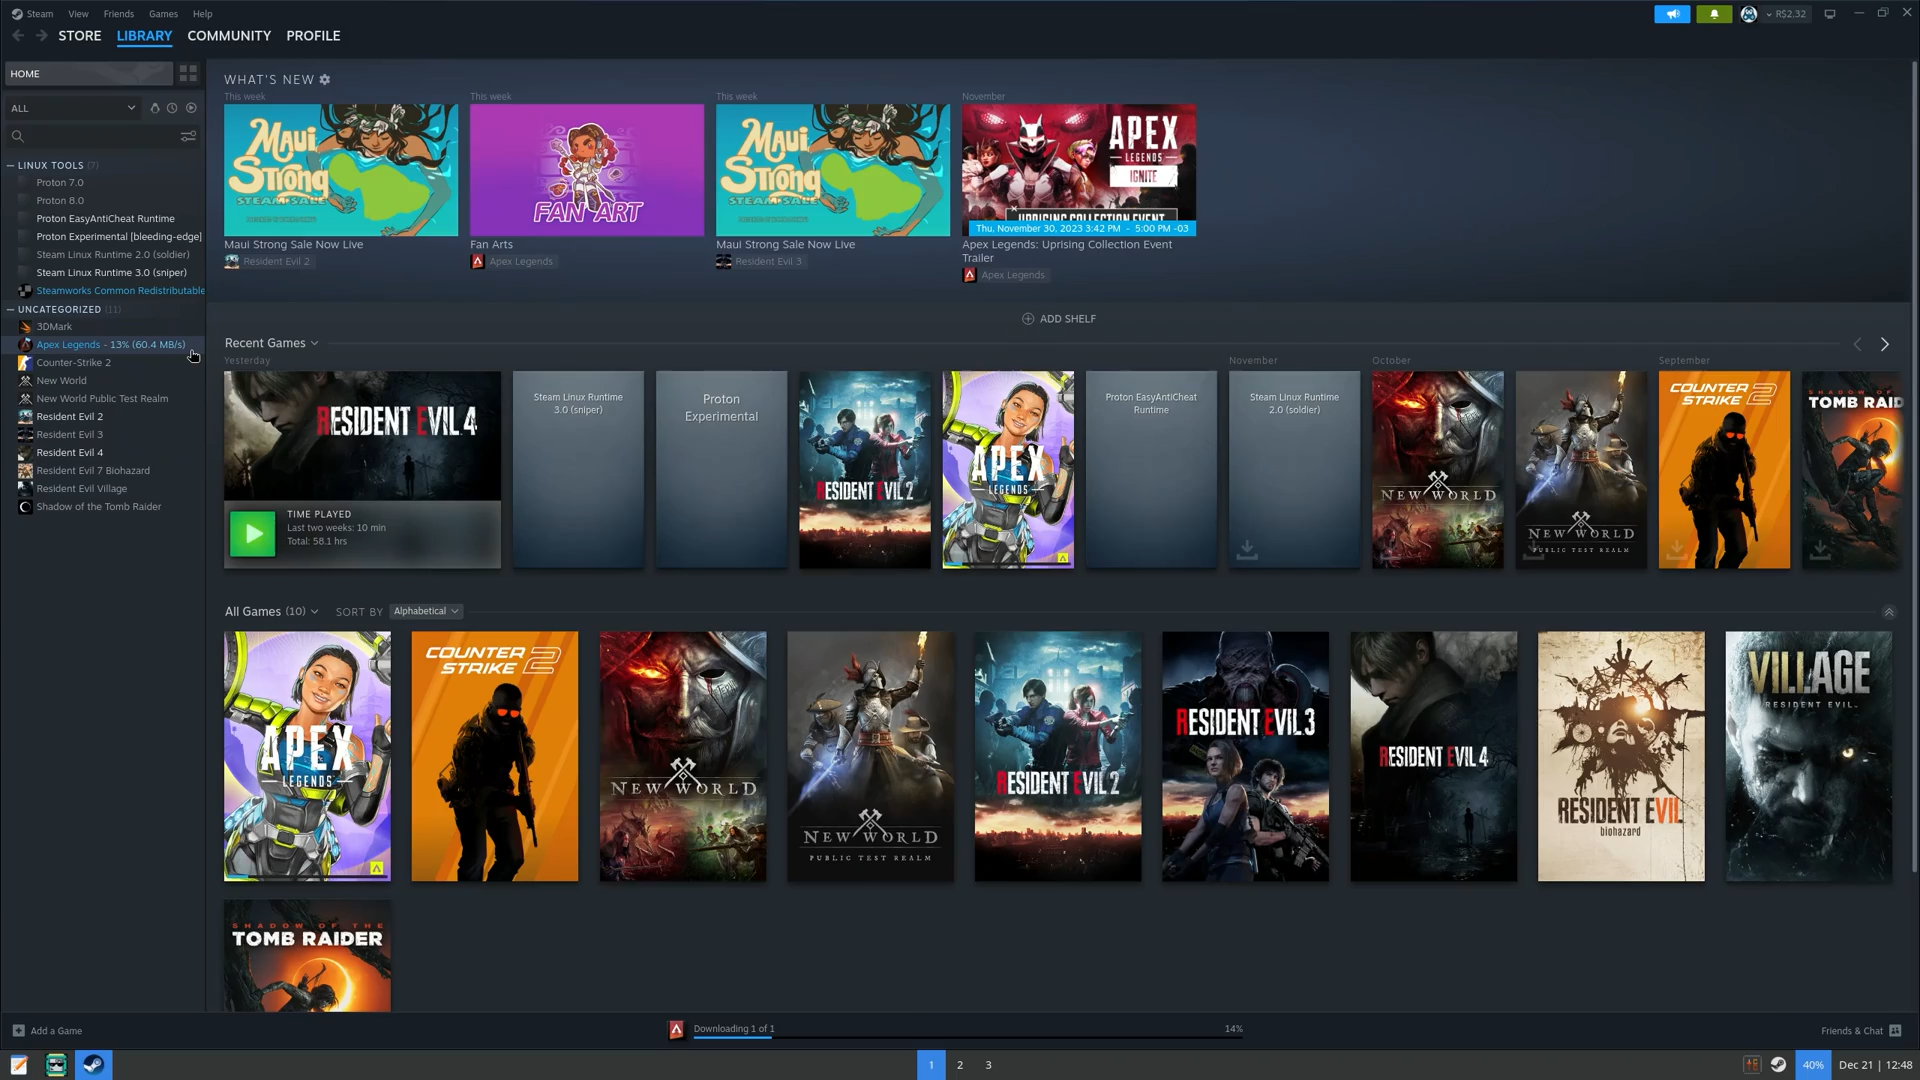 Steam View Friends Games Help
R$2.32
STORE LIBRARY COMMUNITY PROFILE
HOME
ALL
LINUX TOOLS (7)
Proton 7.0
Proton 8.0
Proton EasyAntiCheat Runtime
Proton Experimental [bleeding-edge]
Steam Linux Runtime 2.0 (soldier)
Steam Linux Runtime 3.0 (sniper)
Steamworks Common Redistributable
UNCATEGORIZED (11)
3DMark
Apex Legends - 13% (60.4 MB/s)
Counter-Strike 2
New World
New World Public Test Realm
Resident Evil 2
Resident Evil 3
Resident Evil 4
Resident Evil 7 Biohazard
Resident Evil Village
Shadow of the Tomb Raider
WHAT'S NEW
This week
Maui
Strong
STEAM SALE
Maui Strong Sale Now Live
Resident Evil 2
This week
FAN ART
Fan Arts
Apex Legends
This week
Maui
Strong
STEAM SALE
Maui Strong Sale Now Live
Resident Evil 3
November
APEX
LEGENDS
IGNITE
UPRISING COLLECTION EVENT
Thu, November 30, 2023 3:42 PM - 5:00 PM -03
Apex Legends: Uprising Collection Event
Trailer
Apex Legends
ADD SHELF
Recent Games
Yesterday
RESIDENT EVIL 4
TIME PLAYED
Last two weeks: 10 min
Total: 58.1 hrs
Steam Linux Runtime
3.0 (sniper)
Proton
Experimental
RESIDENT EVIL 2
APEX
LEGENDS
Proton EasyAntiCheat
Runtime
November
Steam Linux Runtime
2.0 (soldier)
October
NEW WORLD
NEW WORLD
PUBLIC TEST REALM
September
COUNTER
STRIKE 2
SHADOW OF THE
TOMB RAID
All Games (10) SORT BY Alphabetical
APEX
LEGENDS
COUNTER
STRIKE 2
NEW WORLD
NEW WORLD
PUBLIC TEST REALM
RESIDENT EVIL 2
RESIDENT EVIL 3
RESIDENT EVIL 4
RESIDENT EVIL
biohazard
VILLAGE
RESIDENT EVIL
SHADOW OF THE
TOMB RAIDER
Add a Game
Downloading 1 of 1
14%
Friends & Chat
1 2 3
40%
Dec 21 | 12:48